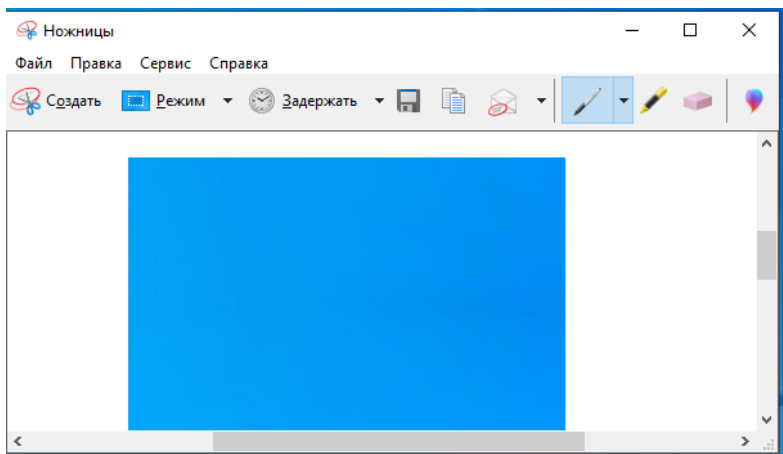 Ножницы
Файл Правка Сервис Справка
Создать Режим Задержать